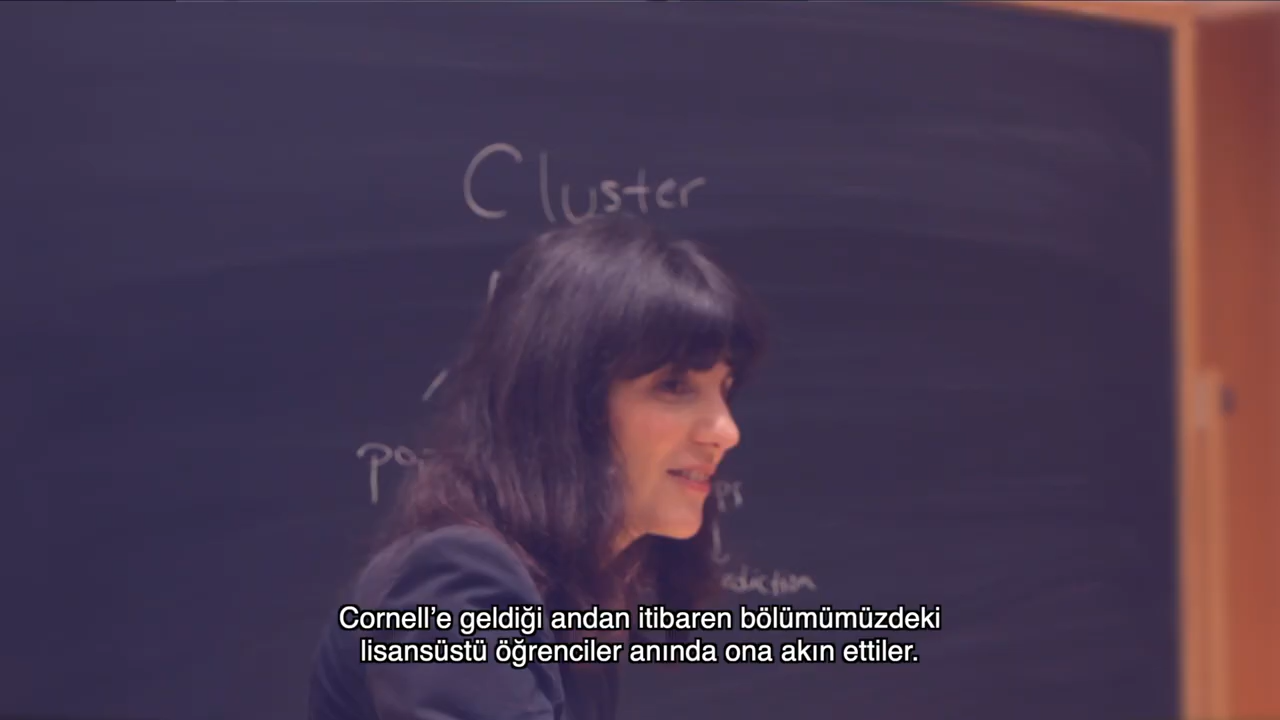 Cluster
Cornell’e geldiği andan itibaren bölümümüzdeki
lisansüstü öğrenciler anında ona akın ettiler.